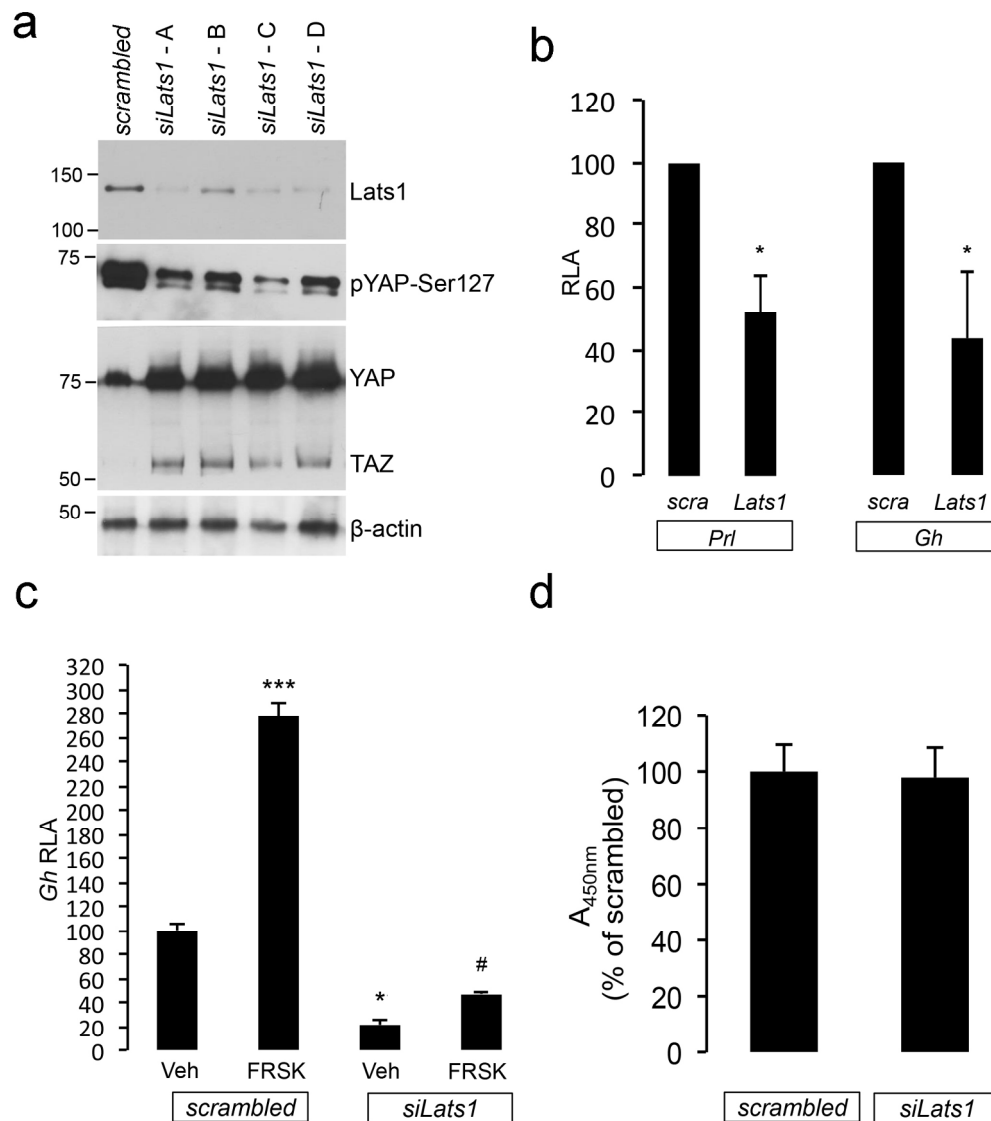 a
scrambled
siLats1 - A
siLats1 - B
siLats1 - C
siLats1 - D
150
100
Lats1
75
pYAP-Ser127
75
50
YAP
TAZ
50
β-actin
b
120
100
80
60
40
20
0
RLA
*
*
scra
Lats1
scra
Lats1
Prl
Gh
c
320
300
280
260
240
220
200
180
160
140
120
100
80
60
40
20
0
Gh RLA
***
*
#
Veh
FRSK
Veh
FRSK
scrambled
siLats1
d
120
100
80
60
40
20
0
A450nm
(% of scrambled)
scrambled
siLats1